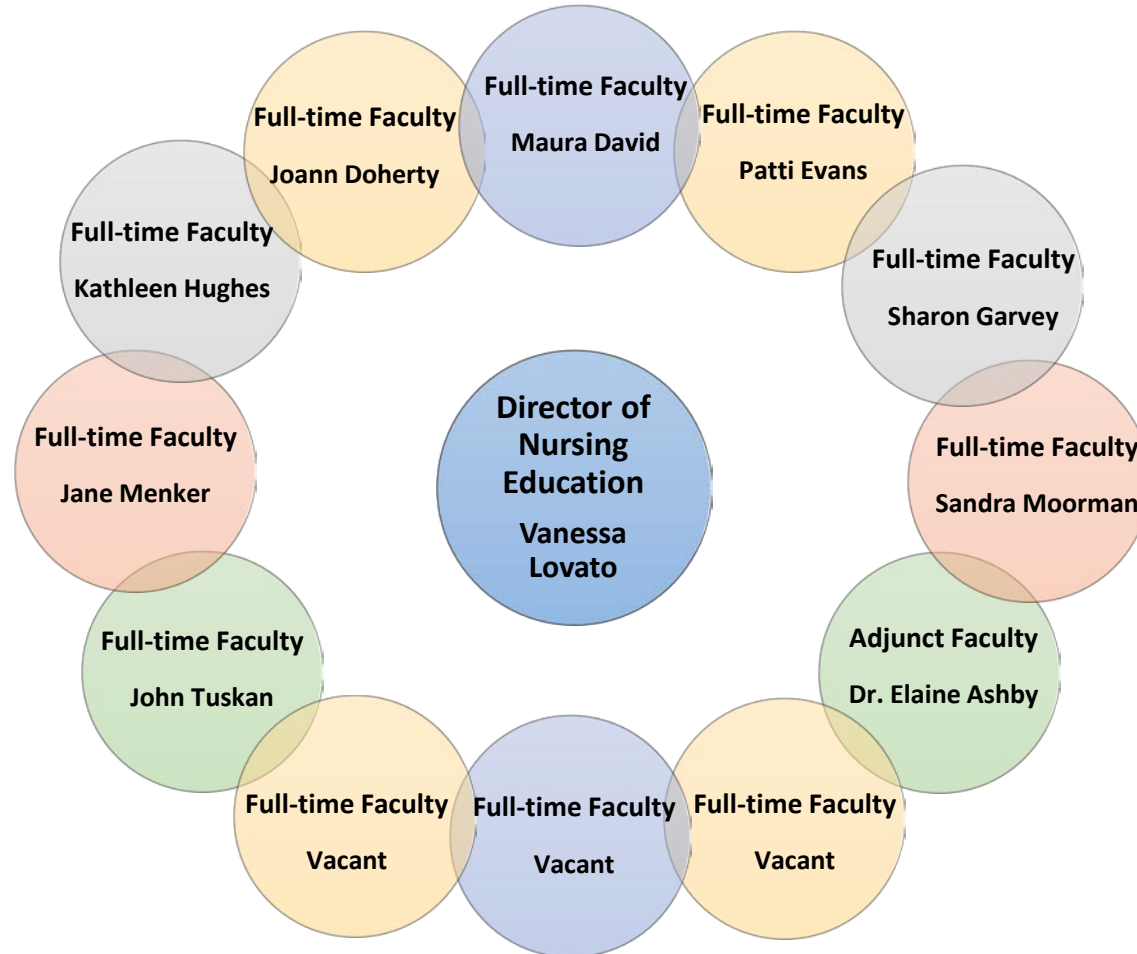 Full-time Faculty
Maura David
Full-time Faculty
Patti Evans
Full-time Faculty
Sharon Garvey
Full-time Faculty
Sandra Moorman
Adjunct Faculty
Dr. Elaine Ashby
Full-time Faculty
Vacant
Full-time Faculty
Vacant
Full-time Faculty
Vacant
Full-time Faculty
John Tuskan
Full-time Faculty
Jane Menker
Full-time Faculty
Kathleen Hughes
Full-time Faculty
Joann Doherty
Director of
Nursing
Education
Vanessa
Lovato